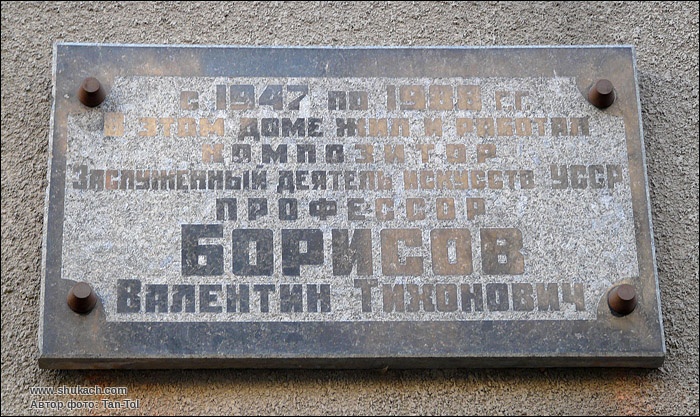 с 1947 по 1988 гг.
В этом доме жил и работал
композитор
Заслуженный деятель искусств УССР
профессор
Борисов
Валентин Тихонович
www.shukach.com
Автор фото: Tan-Tol